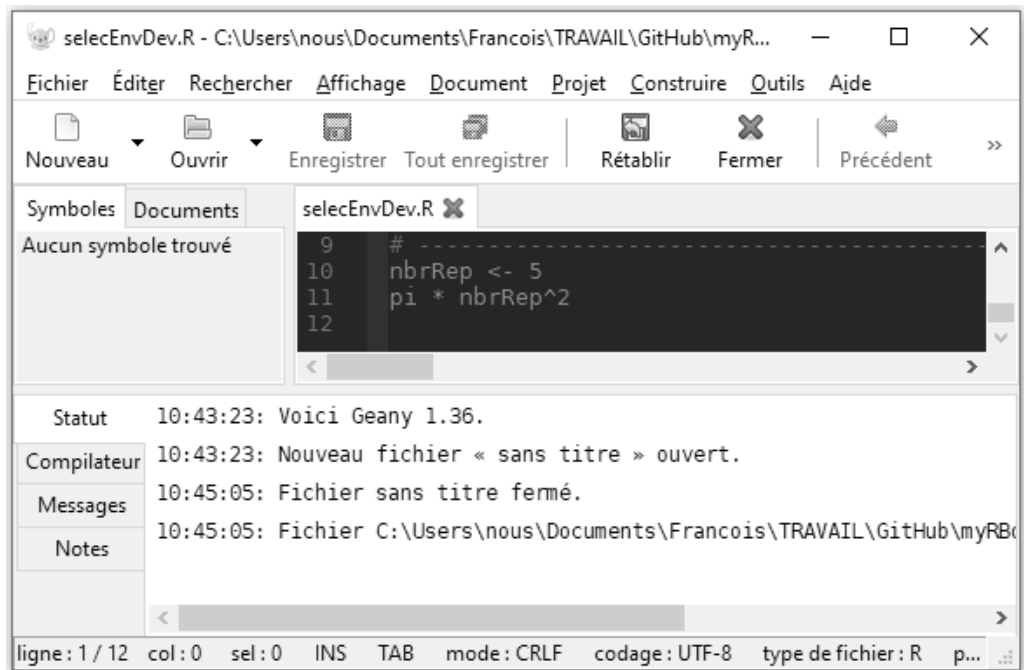 selecEnvDev.R - C:\Users\nous\Documents\Francois\TRAVAIL\GitHub\myR...
Fichier Éditer Rechercher Affichage Document Projet Construire Outils Aide
Nouveau Ouvrir Enregistrer Tout enregistrer Rétablir Fermer Précédent »
Symboles Documents
Aucun symbole trouvé
selecEnvDev.R
9 # -------------------------------------------
10 nbrRep <- 5
11 pi * nbrRep^2
12
Statut
Compilateur
Messages
Notes
10:43:23: Voici Geany 1.36.
10:43:23: Nouveau fichier « sans titre » ouvert.
10:45:05: Fichier sans titre fermé.
10:45:05: Fichier C:\Users\nous\Documents\Francois\TRAVAIL\GitHub\myRBo
ligne : 1 / 12 col : 0 sel : 0 INS TAB mode : CRLF codage : UTF-8 type de fichier : R p...